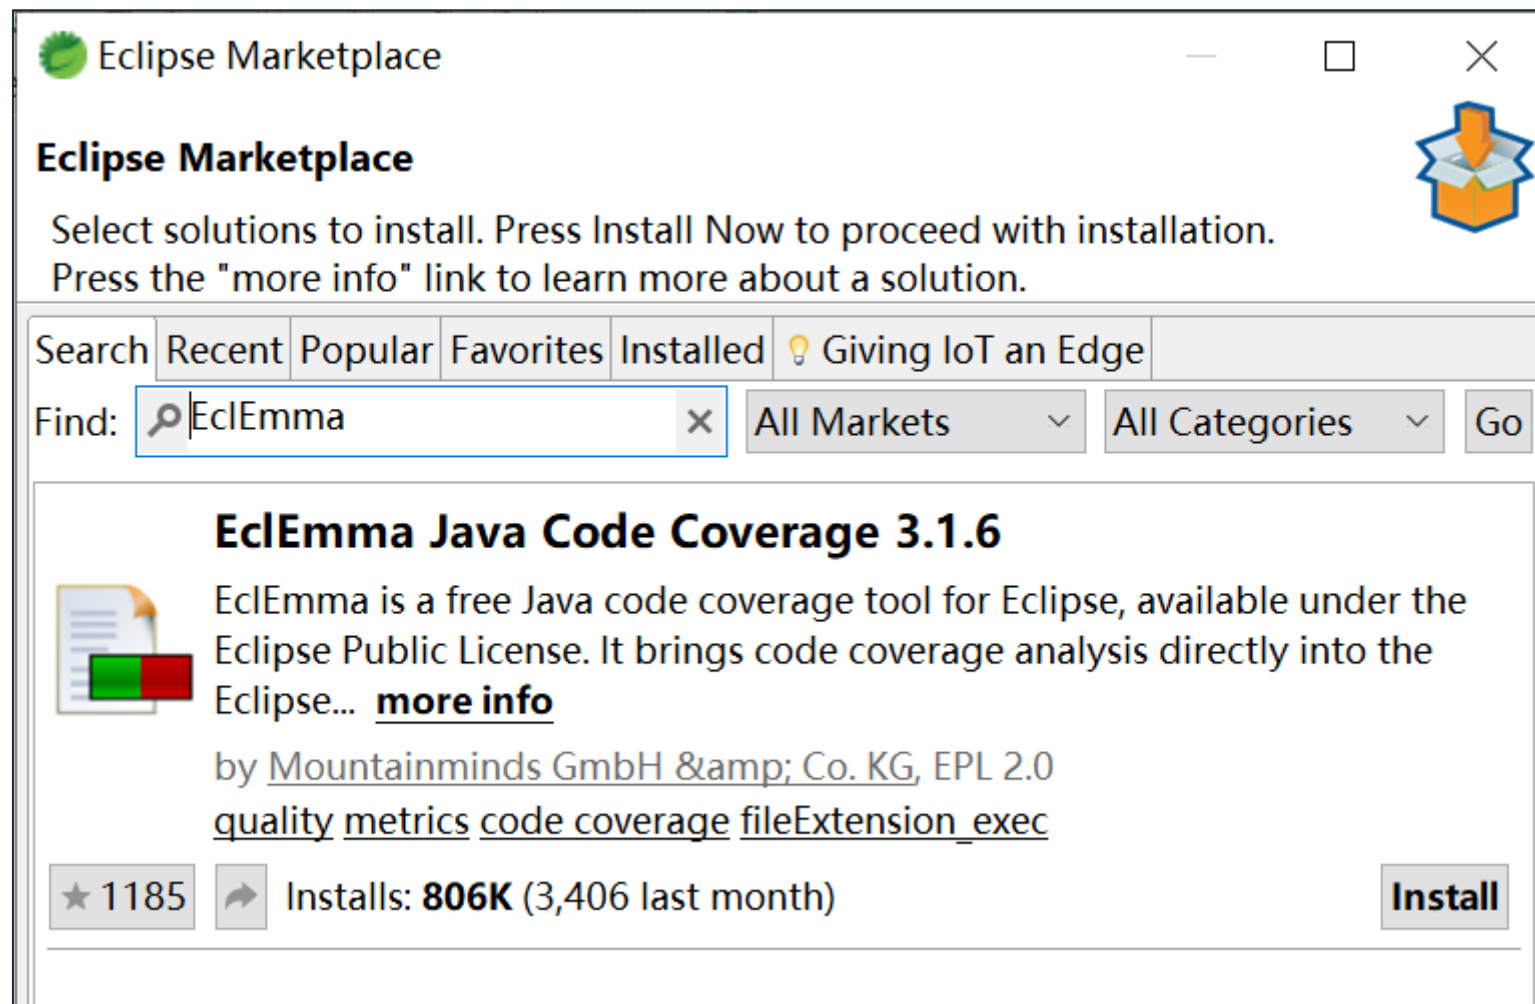 Eclipse Marketplace
Eclipse Marketplace
Select solutions to install. Press Install Now to proceed with installation.
Press the "more info" link to learn more about a solution.
Search Recent Popular Favorites Installed Giving IoT an Edge
Find: EclEmma All Markets All Categories Go
EclEmma Java Code Coverage 3.1.6
EclEmma is a free Java code coverage tool for Eclipse, available under the
Eclipse Public License. It brings code coverage analysis directly into the
Eclipse... more info
by Mountainminds GmbH &amp; Co. KG, EPL 2.0
quality metrics code coverage fileExtension_exec
1185 Installs: 806K (3,406 last month) Install